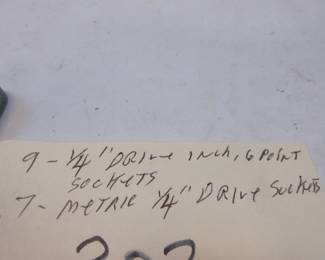 9 - 1/4" DRIVE INCH, 6 POINT
SOCKETS
7 - METRIC 1/4" DRIVE SOCKETS